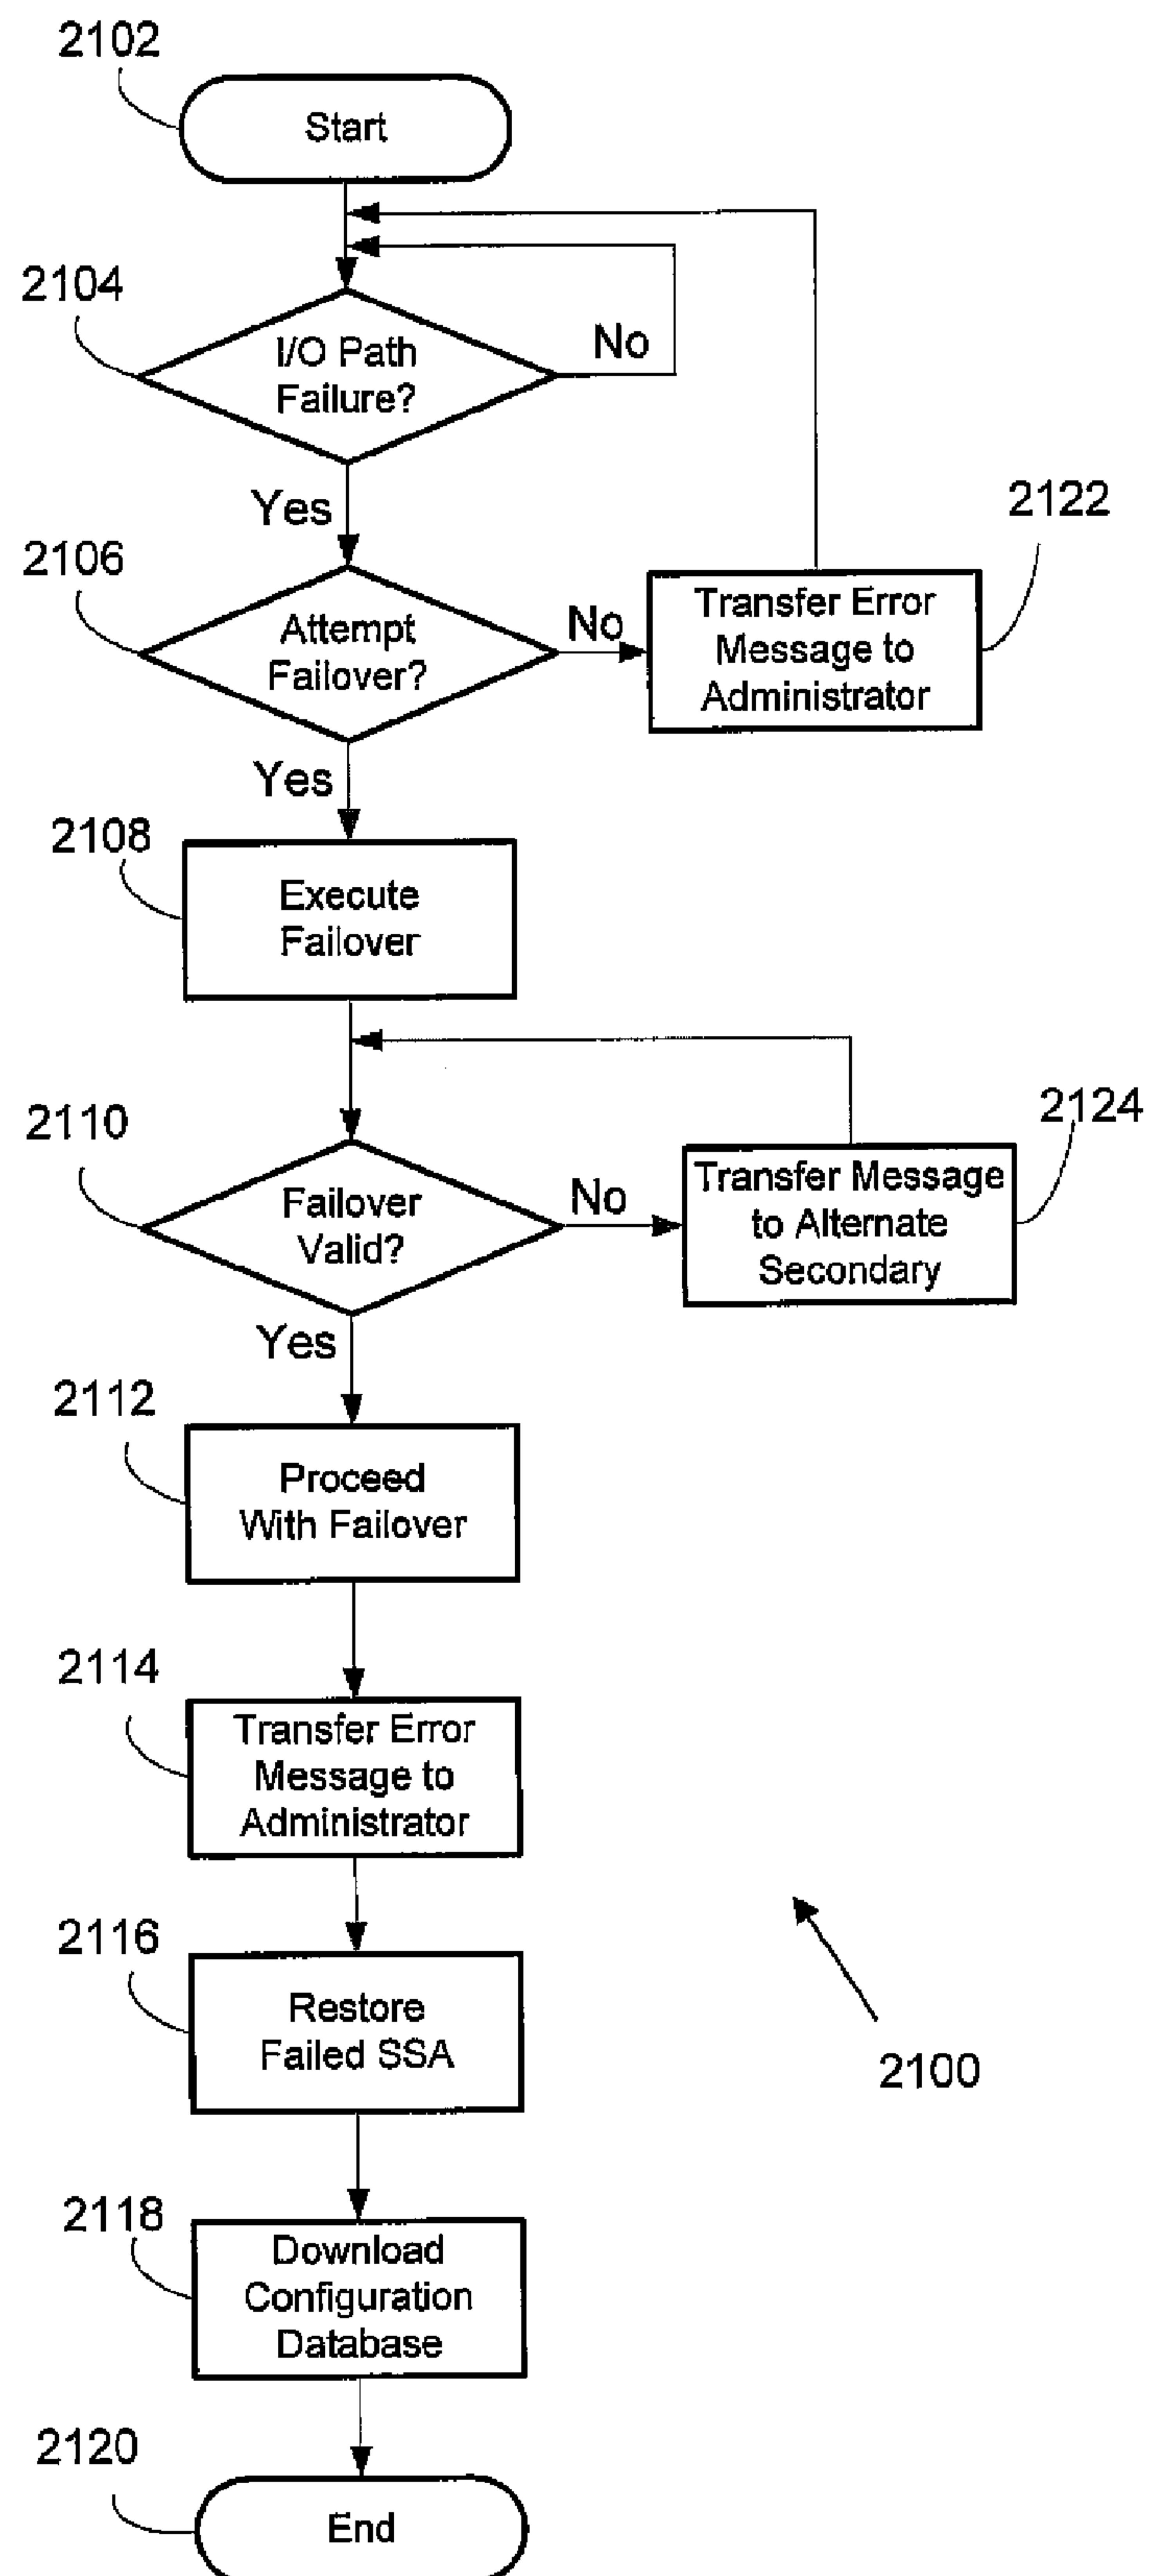 2102
Start
2104
I/O Path
Failure?
No
Yes
2106
Attempt
Failover?
No
2122
Transfer Error
Message to
Administrator
Yes
2108
Execute
Failover
2110
Failover
Valid?
No
2124
Transfer Message
to Alternate
Secondary
Yes
2112
Proceed
With Failover
2114
Transfer Error
Message to
Administrator
2116
Restore
Failed SSA
2100
2118
Download
Configuration
Database
2120
End